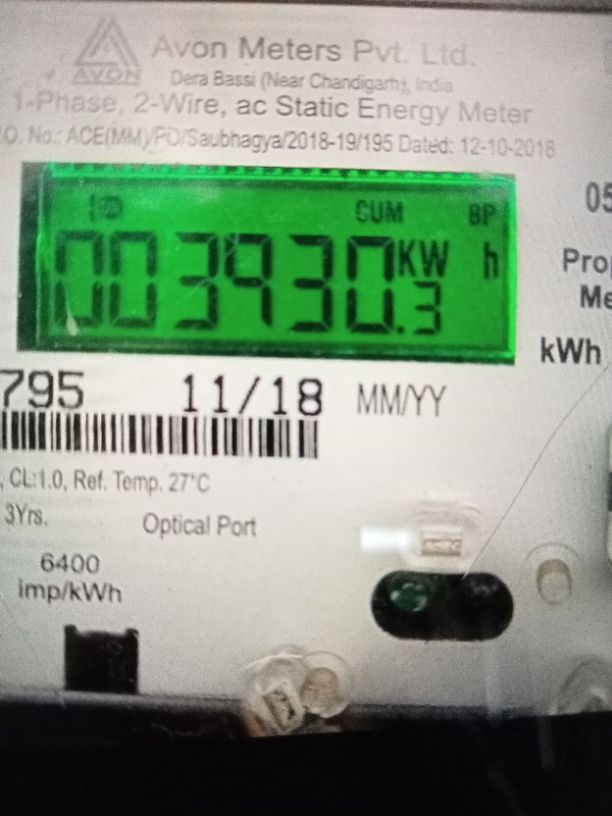 Avon Meters Pvt. Ltd.
AVON
Dera Bassi (Near Chandigarh), India
1-Phase, 2-Wire, ac Static Energy Meter
.O. No.: ACE(MM)/PO/Saubhagya/2018-19/195 Dated: 12-10-2018
CUM BP
003930.3 KW h
05
Pro
Me
kWh
795 11/18 MM/YY
, CL:1.0, Ref. Temp. 27°C
3Yrs. Optical Port
6400
imp/kWh